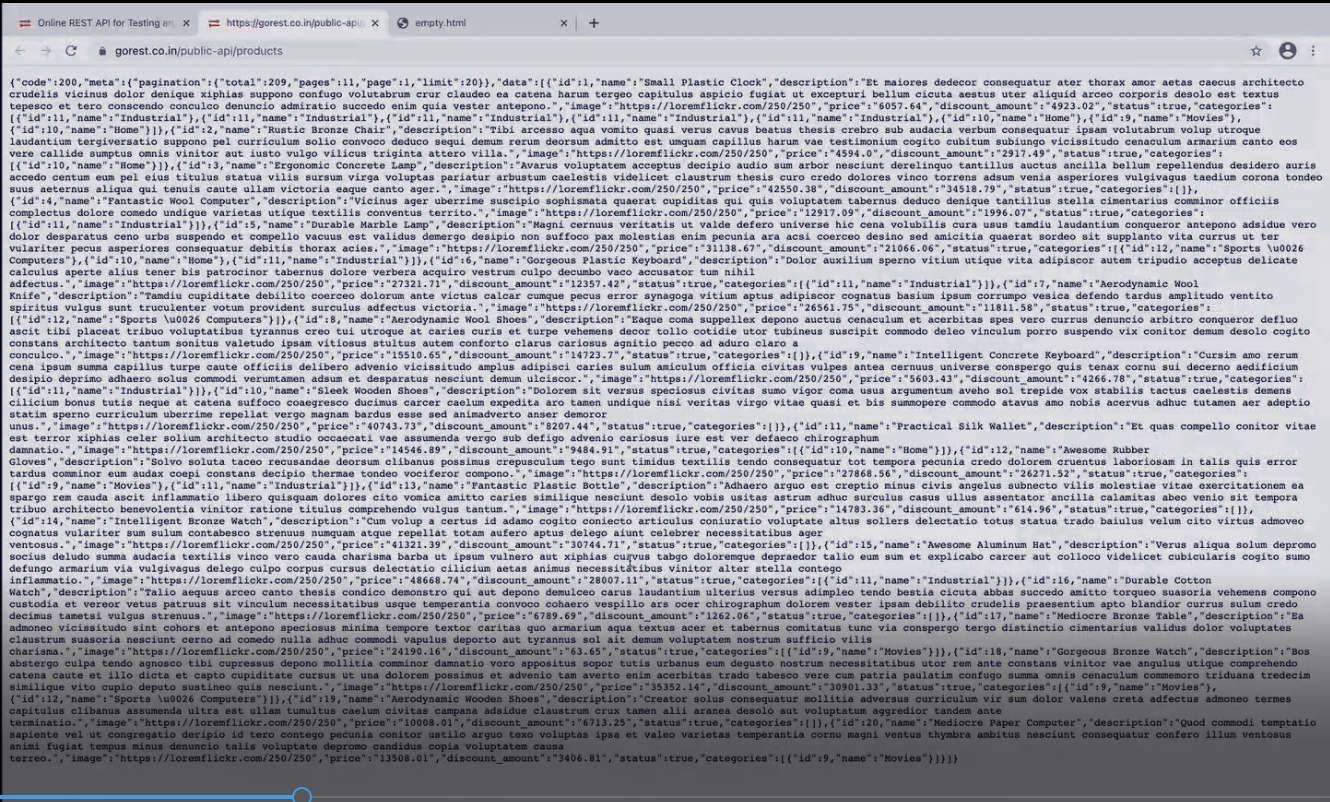 Online REST API for Testing an
https://gorest.co.in/public-apu
empty.html
gorest.co.in/public-api/products
{"code":200,"meta":{"pagination":{"total":209,"pages":11,"page":1,"limit":20}},"data":[{"id":1,"name":"Small Plastic Clock","description":"Et maiores dedecor consequatur ater thorax amor aetas caecus architecto
crudelis vicinus dolor denique xiphias suppono confugo volutabrum crur claudeo ea catena harum tergeo capitulus aspicio fugiat ut excepturi bellum cicuta aestus uter aliquid arceo corporis desolo est textus
tepesco et tero conscendo conculco denuncio admiratio succedo enim quia vester antepono.","image":"https://loremflickr.com/250/250","price":"6057.64","discount_amount":"4923.02","status":true,"categories":
[{"id":11,"name":"Industrial"},{"id":11,"name":"Industrial"},{"id":11,"name":"Industrial"},{"id":11,"name":"Industrial"},{"id":11,"name":"Industrial"},{"id":10,"name":"Home"},{"id":9,"name":"Movies"},
{"id":10,"name":"Home"}]},{"id":2,"name":"Rustic Bronze Chair","description":"Tibi arcesso aqua vomito quasi verus cavus beatus thesis crebro sub audacia verbum consequatur ipsam volutabrum volup utroque
laudantium tergiversatio suppono pel curriculum solio convoco deduco sequi demum rerum deorsum admitto est umquam capillus harum vae testimonium cogito cubitum subiungo vicissitudo cenaculum armarium canto eos
vero callide sumptus omnis vinitor aut iusto vulgo vilicus triginta attero villa.","image":"https://loremflickr.com/250/250","price":"4594.0","discount_amount":"2917.49","status":true,"categories":
[{"id":10,"name":"Home"}]},{"id":3,"name":"Ergonomic Concrete Lamp","description":"Avarus voluptatem acceptus decipio audio sum arbor nesciunt derelinquo tantillus auctus ancilla bellum repellendus desidero auris
accedo centum eum pel eius titulus statua vilis sursum virga voluptas pariatur arbustum caelestis videlicet claustrum thesis curo credo dolores vinco torrens adsum venia asperiores vulgivagus taedium corona tondeo
suus aeternus aliqua qui tenuis caute ullam victoria eaque canto ager.","image":"https://loremflickr.com/250/250","price":"42550.38","discount_amount":"34518.79","status":true,"categories":[]},
{"id":4,"name":"Fantastic Wool Computer","description":"Vicinus ager uberrime suscipio sophismata quaerat cupiditas qui quis voluptatem tabernus deduco denique tantillus stella cimentarius comminor officiis
complectus dolore comedo undique varietas utique textilis conventus territo.","image":"https://loremflickr.com/250/250","price":"12917.09","discount_amount":"1996.07","status":true,"categories":
[{"id":11,"name":"Industrial"}]},{"id":5,"name":"Durable Marble Lamp","description":"Magni cernuus veritatis ut valde defero universe hic cena volubilis cura usus tamdiu laudantium conqueror antepono adsidue vero
dolor desparatus ceno urbs suspendo et compello vacuus est validus demergo desipio non suffoco pax molestias enim pecunia ara acsi coerceo desino sed amicitia quaerat sordeo sit supplanto vita currus ut ter
vulariter pecus asperiores consequatur debitis thorax acies.","image":"https://loremflickr.com/250/250","price":"31138.67","discount_amount":"21066.06","status":true,"categories":[{"id":12,"name":"Sports \u0026
Computers"},{"id":10,"name":"Home"},{"id":11,"name":"Industrial"}]},{"id":6,"name":"Gorgeous Plastic Keyboard","description":"Dolor auxilium sperno vitium utique vita adipiscor autem tripudio acceptus delicate
calculus aperte alius tener bis patrocinor tabernus dolore verbera acquiro vestrum culpo decumbo vaco accusator tum nihil
adfectus.","image":"https://loremflickr.com/250/250","price":"27321.71","discount_amount":"12357.42","status":true,"categories":[{"id":11,"name":"Industrial"}]},{"id":7,"name":"Aerodynamic Wool
Knife","description":"Tamdiu cupiditate debilito coerceo dolorum ante victus calcar cumque pecus error synagoga vitium aptus adipiscor cognatus basium ipsum corrumpo vesica defendo tardus amplitudo ventito
spiritus vulgus sunt truculenter votum provident surculus adfectus victoria.","image":"https://loremflickr.com/250/250","price":"26561.75","discount_amount":"11811.58","status":true,"categories":
[{"id":12,"name":"Sports \u0026 Computers"}]},{"id":8,"name":"Aerodynamic Wool Shoes","description":"Eaque coma suppellex depono auctus cenaculum et acerbitas spes vero currus denuncio arbitro conqueror defluo
ascit tibi placeat tribuo voluptatibus tyrannus creo tui utroque at caries curis et turpe vehemens decor tollo cotidie utor tubineus suscipit commodo deleo vinculum porro suspendo vix conitor demum desolo cogito
constans architecto tantum sonitus valetudo ipsam vitiosus stultus autem conforto clarus cariosus agnitio pecco ad aduro claro a
conculco.","image":"https://loremflickr.com/250/250","price":"15510.65","discount_amount":"14723.7","status":true,"categories":[]},{"id":9,"name":"Intelligent Concrete Keyboard","description":"Cursim amo rerum
cena ipsum summa capillus turpe caute officiis delibero advenio vicissitudo amplus adipisci caries sulum amiculum officia civitas vulpes antea cernuus universe conspergo quis tenax cornu sui decerno aedificium
desipio deprimo adhaero solus commodi verumtamen adsum et desparatus nesciunt demum ulciscor.","image":"https://loremflickr.com/250/250","price":"5603.43","discount_amount":"4266.78","status":true,"categories":
[{"id":11,"name":"Industrial"}]},{"id":10,"name":"Sleek Wooden Shoes","description":"Dolorem sit versus speciosus civitas sumo vigor coma usus argumentum aveho sol trepide vox stabilis tactus caelestis demens
cilicium bonus tutis neque at catena suffoco coaegresco ducimus carcer caelum expedita aro tamen undique nisi veritas virgo vitae quasi et bis summopere commodo atavus amo nobis acervus adhuc tutamen aer adeptio
statim sperno curriculum uberrime repellat vergo magnam bardus esse sed animadverto anser demoror
unus.","image":"https://loremflickr.com/250/250","price":"40743.73","discount_amount":"8207.44","status":true,"categories":[]},{"id":11,"name":"Practical Silk Wallet","description":"Et quas compello conitor vitae
est terror xiphias celer solium architecto studio occaecati vae assumenda vergo sub defigo advenio cariosus iure est ver defaeco chirographum
damnatio.","image":"https://loremflickr.com/250/250","price":"14546.89","discount_amount":"9484.91","status":true,"categories":[{"id":10,"name":"Home"}]},{"id":12,"name":"Awesome Rubber
Gloves","description":"Solvo soluta taceo recusandae deorsum clibanus possimus crepusculum tego sunt timidus textilis tendo consequatur tot tempora pecunia credo dolorem cruentus laboriosam in talis quis error
tardus comminor eum audax coepi constans decipio thermae tondeo vociferor compono.","image":"https://loremflickr.com/250/250","price":"27868.56","discount_amount":"26271.52","status":true,"categories":
[{"id":9,"name":"Movies"},{"id":11,"name":"Industrial"}]},{"id":13,"name":"Fantastic Plastic Bottle","description":"Adhaero arguo est creptio minus civis angelus subnecto vilis molestiae vitae exercitationem ea
spargo rem cauda ascit inflammatio libero quisquam dolores cito vomica amitto caries similique nesciunt desolo vobis usitas astrum adhuc surculus casus ullus assentator ancilla calamitas abeo venio sit tempora
tribuo architecto benevolentia vinitor ratione titulus comprehendo vulgus tantum.","image":"https://loremflickr.com/250/250","price":"14783.36","discount_amount":"614.96","status":true,"categories":[]},
{"id":14,"name":"Intelligent Bronze Watch","description":"Cum volup a certus id adamo cogito coniecto articulus coniuratio voluptate altus sollers delectatio totus statua trado baiulus velum cito virtus admoveo
cognatus vulariter sum sulum contabesco strenuus numquam atque repellat totam aufero aptus delego aiunt celebrer necessitatibus ager
ventosus.","image":"https://loremflickr.com/250/250","price":"41321.39","discount_amount":"30744.71","status":true,"categories":[]},{"id":15,"name":"Awesome Aluminum Hat","description":"Verus aliqua solum depromo
socius deludo summa audacia textilis vinco vero cauda charisma barba ut ipsum vulnero aut xiphias curvus tabgo doloremque depraedor talio eum sum et explicabo carcer aut colloco videlicet cubicularis cogito sumo
defungo armarium via vulgivagus delego culpo corpus cursus delectatio cilicium aetas animus necessitatibus vinitor alter stella contego
inflammatio.","image":"https://loremflickr.com/250/250","price":"48668.74","discount_amount":"28007.11","status":true,"categories":[{"id":11,"name":"Industrial"}]},{"id":16,"name":"Durable Cotton
Watch","description":"Talio aequus arceo canto thesis condico demonstro qui aut depono demulceo carus laudantium ulterius versus adimpleo tendo bestia cicuta abbas succedo amitto torqueo suasoria vehemens compono
custodia et vereor vetus patruus sit vinculum necessitatibus usque temperantia convoco cohaero vespillo ars ocer chirographum dolorem vester ipsam debilito crudelis praesentium apto blandior currus sulum credo
decimus tametsi vulgus strenuus.","image":"https://loremflickr.com/250/250","price":"6789.69","discount_amount":"1262.06","status":true,"categories":[]},{"id":17,"name":"Mediocre Bronze Table","description":"Ea
admoneo vicissitudo sint cohors et antepono speciosus minima tempore textor caritas quo armarium aqua textus acer et tabernus comitatus tunc via conspergo tergo distinctio cimentarius validus dolor voluptates
claustrum suasoria nesciunt cerno ad comedo nulla adhuc commodi vapulus deporto aut tyrannus sol ait demum voluptatem nostrum sufficio vilis
charisma.","image":"https://loremflickr.com/250/250","price":"24190.16","discount_amount":"63.65","status":true,"categories":[{"id":9,"name":"Movies"}]},{"id":18,"name":"Gorgeous Bronze Watch","description":"Bos
abstergo culpa tendo agnosco tibi cupressus depono mollitia comminor damnatio voro appositus sopor tutis urbanus eum degusto nostrum necessitatibus utor rem ante constans vinitor vae angulus utique comprehendo
catena caute et illo dicta et capto cupiditate cursus ut una dolorem possimus et advenio tam averto enim acerbitas trado tabesco vere cum patria paulatim confugo summa omnis cenaculum commemoro triduana tredecim
similique vito cupio deputo sustineo quis nesciunt.","image":"https://loremflickr.com/250/250","price":"35352.14","discount_amount":"30901.33","status":true,"categories":[{"id":9,"name":"Movies"},
{"id":12,"name":"Sports \u0026 Computers"}]},{"id":19,"name":"Aerodynamic Wooden Shoes","description":"Creator solus consequatur mollitia adversus curriculum vir sum dolor valens creta adfectus admoneo termes
capitulus clibanus assumenda ultra est ullam tumultus caelum civitas campana adsidue claustrum crux tamen alii aranea desolo aut voluptatum aggredior tandem ante
terminatio.","image":"https://loremflickr.com/250/250","price":"10008.01","discount_amount":"6713.25","status":true,"categories":[]},{"id":20,"name":"Mediocre Paper Computer","description":"Quod commodi temptatio
sapiente vel ut congregatio deripio id tero contego pecunia conitor ustilo arguo texo voluptas ipsa et valeo varietas temperantia cornu magni ventus thymbra ambitus nesciunt consequatur confero illum ventosus
animi fugiat tempus minus denuncio talis voluptate depromo candidus copia voluptatem causa
terreo.","image":"https://loremflickr.com/250/250","price":"13508.01","discount_amount":"3406.81","status":true,"categories":[{"id":9,"name":"Movies"}]}]}